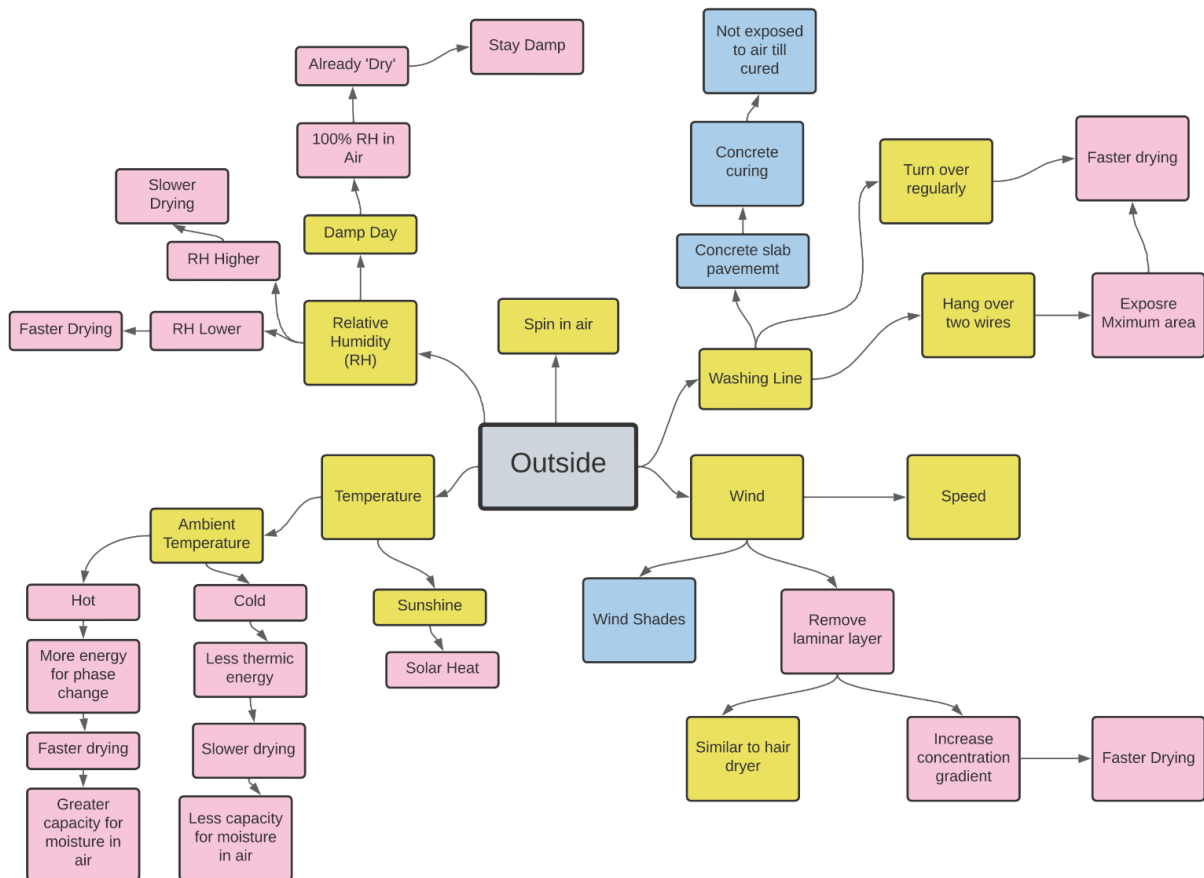 Not exposed
to air till
cured
Stay Damp
Already 'Dry'
100% RH in
Air
Concrete
curing
Turn over
regularly
Faster drying
Slower
Drying
Damp Day
RH Higher
Concrete slab
pavememt
Relative
Humidity
(RH)
Spin in air
Hang over
two wires
Exposre
Mximum area
Faster Drying
RH Lower
Washing Line
Outside
Temperature
Wind
Speed
Ambient
Temperature
Hot
Cold
Sunshine
Wind Shades
Remove
laminar layer
More energy
for phase
change
Less thermic
energy
Solar Heat
Faster drying
Slower drying
Similar to hair
dryer
Increase
concentration
gradient
Faster Drying
Greater
capacity for
moisture in
air
Less capacity
for moisture
in air